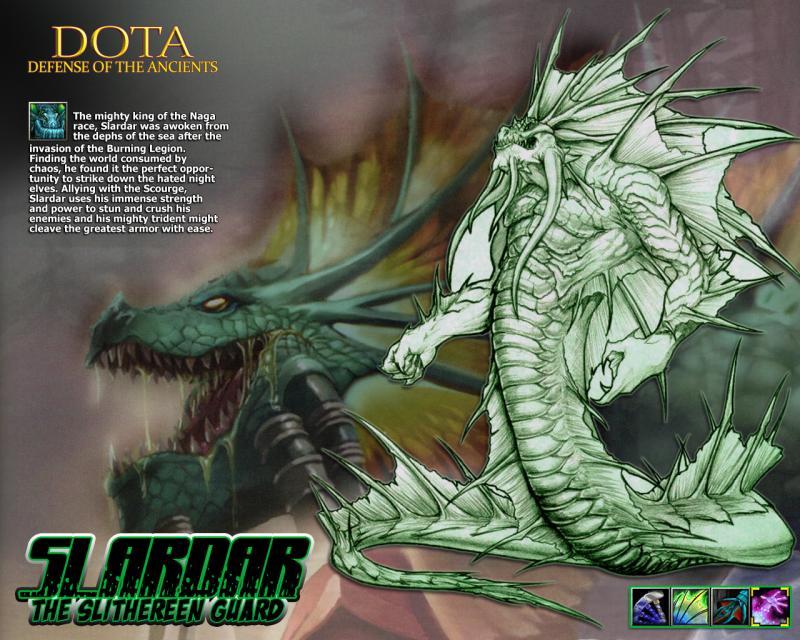 DOTA
DEFENSE OF THE ANCIENTS
The mighty king of the Naga
race, Slardar was awoken from
the dephs of the sea after the
invasion of the Burning Legion.
Finding the world consumed by
chaos, he found it the perfect oppor-
tunity to strike down the hated night
elves. Allying with the Scourge,
Slardar uses his immense strength
and power to stun and crush his
enemies and his mighty trident might
cleave the greatest armor with ease.
SLARDAR
THE SLITHEREEN GUARD